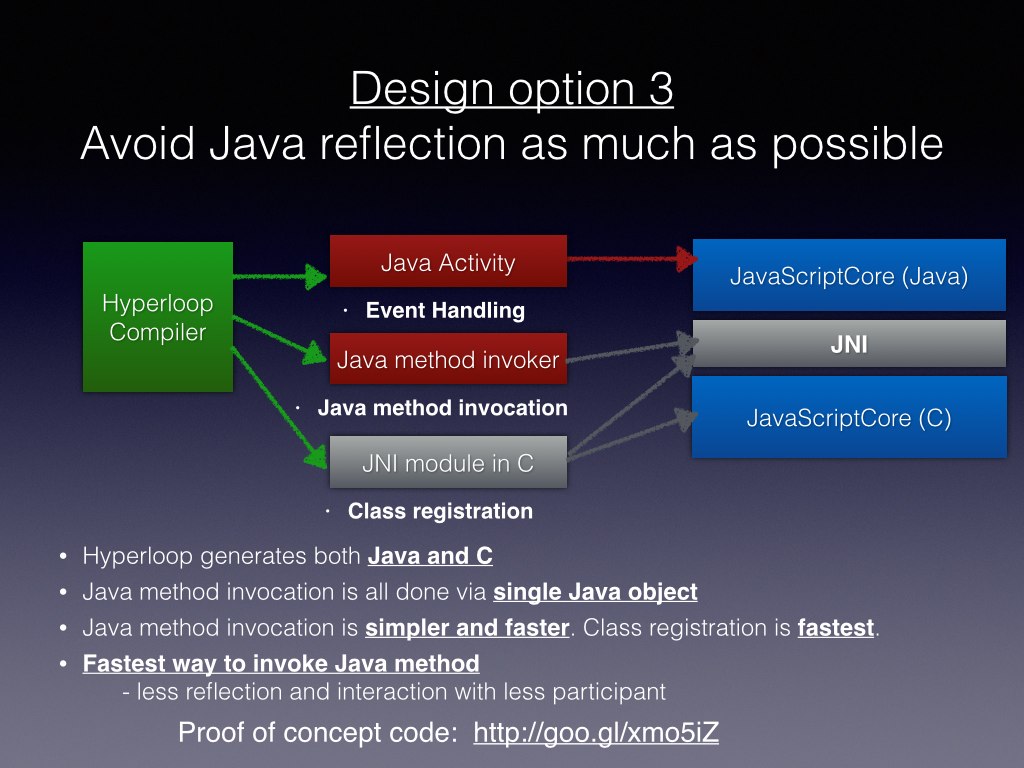 Design option 3
Avoid Java reflection as much as possible
Hyperloop
Compiler
Java Activity
• Event Handling
Java method invoker
• Java method invocation
JNI module in C
• Class registration
JavaScriptCore (Java)
JNI
JavaScriptCore (C)
• Hyperloop generates both Java and C
• Java method invocation is all done via single Java object
• Java method invocation is simpler and faster. Class registration is fastest.
• Fastest way to invoke Java method
- less reflection and interaction with less participant
Proof of concept code: http://goo.gl/xmo5iZ